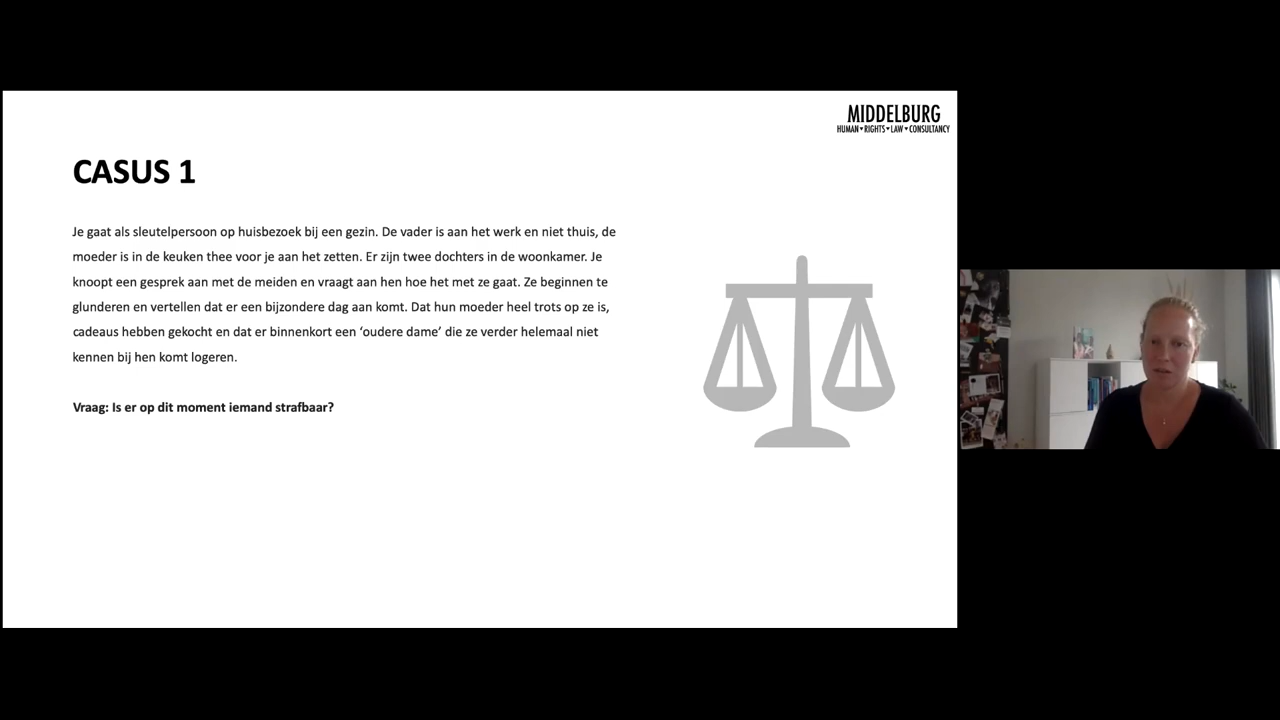 MIDDELBURG
HUMAN♥RIGHTS♥LAW♥CONSULTANCY
CASUS 1
Je gaat als sleutelpersoon op huisbezoek bij een gezin. De vader is aan het werk en niet thuis, de
moeder is in de keuken thee voor je aan het zetten. Er zijn twee dochters in de woonkamer. Je
knoopt een gesprek aan met de meiden en vraagt aan hen hoe het met ze gaat. Ze beginnen te
glunderen en vertellen dat er een bijzondere dag aan komt. Dat hun moeder heel trots op ze is,
cadeaus hebben gekocht en dat er binnenkort een ‘oudere dame’ die ze verder helemaal niet
kennen bij hen komt logeren.
Vraag: Is er op dit moment iemand strafbaar?